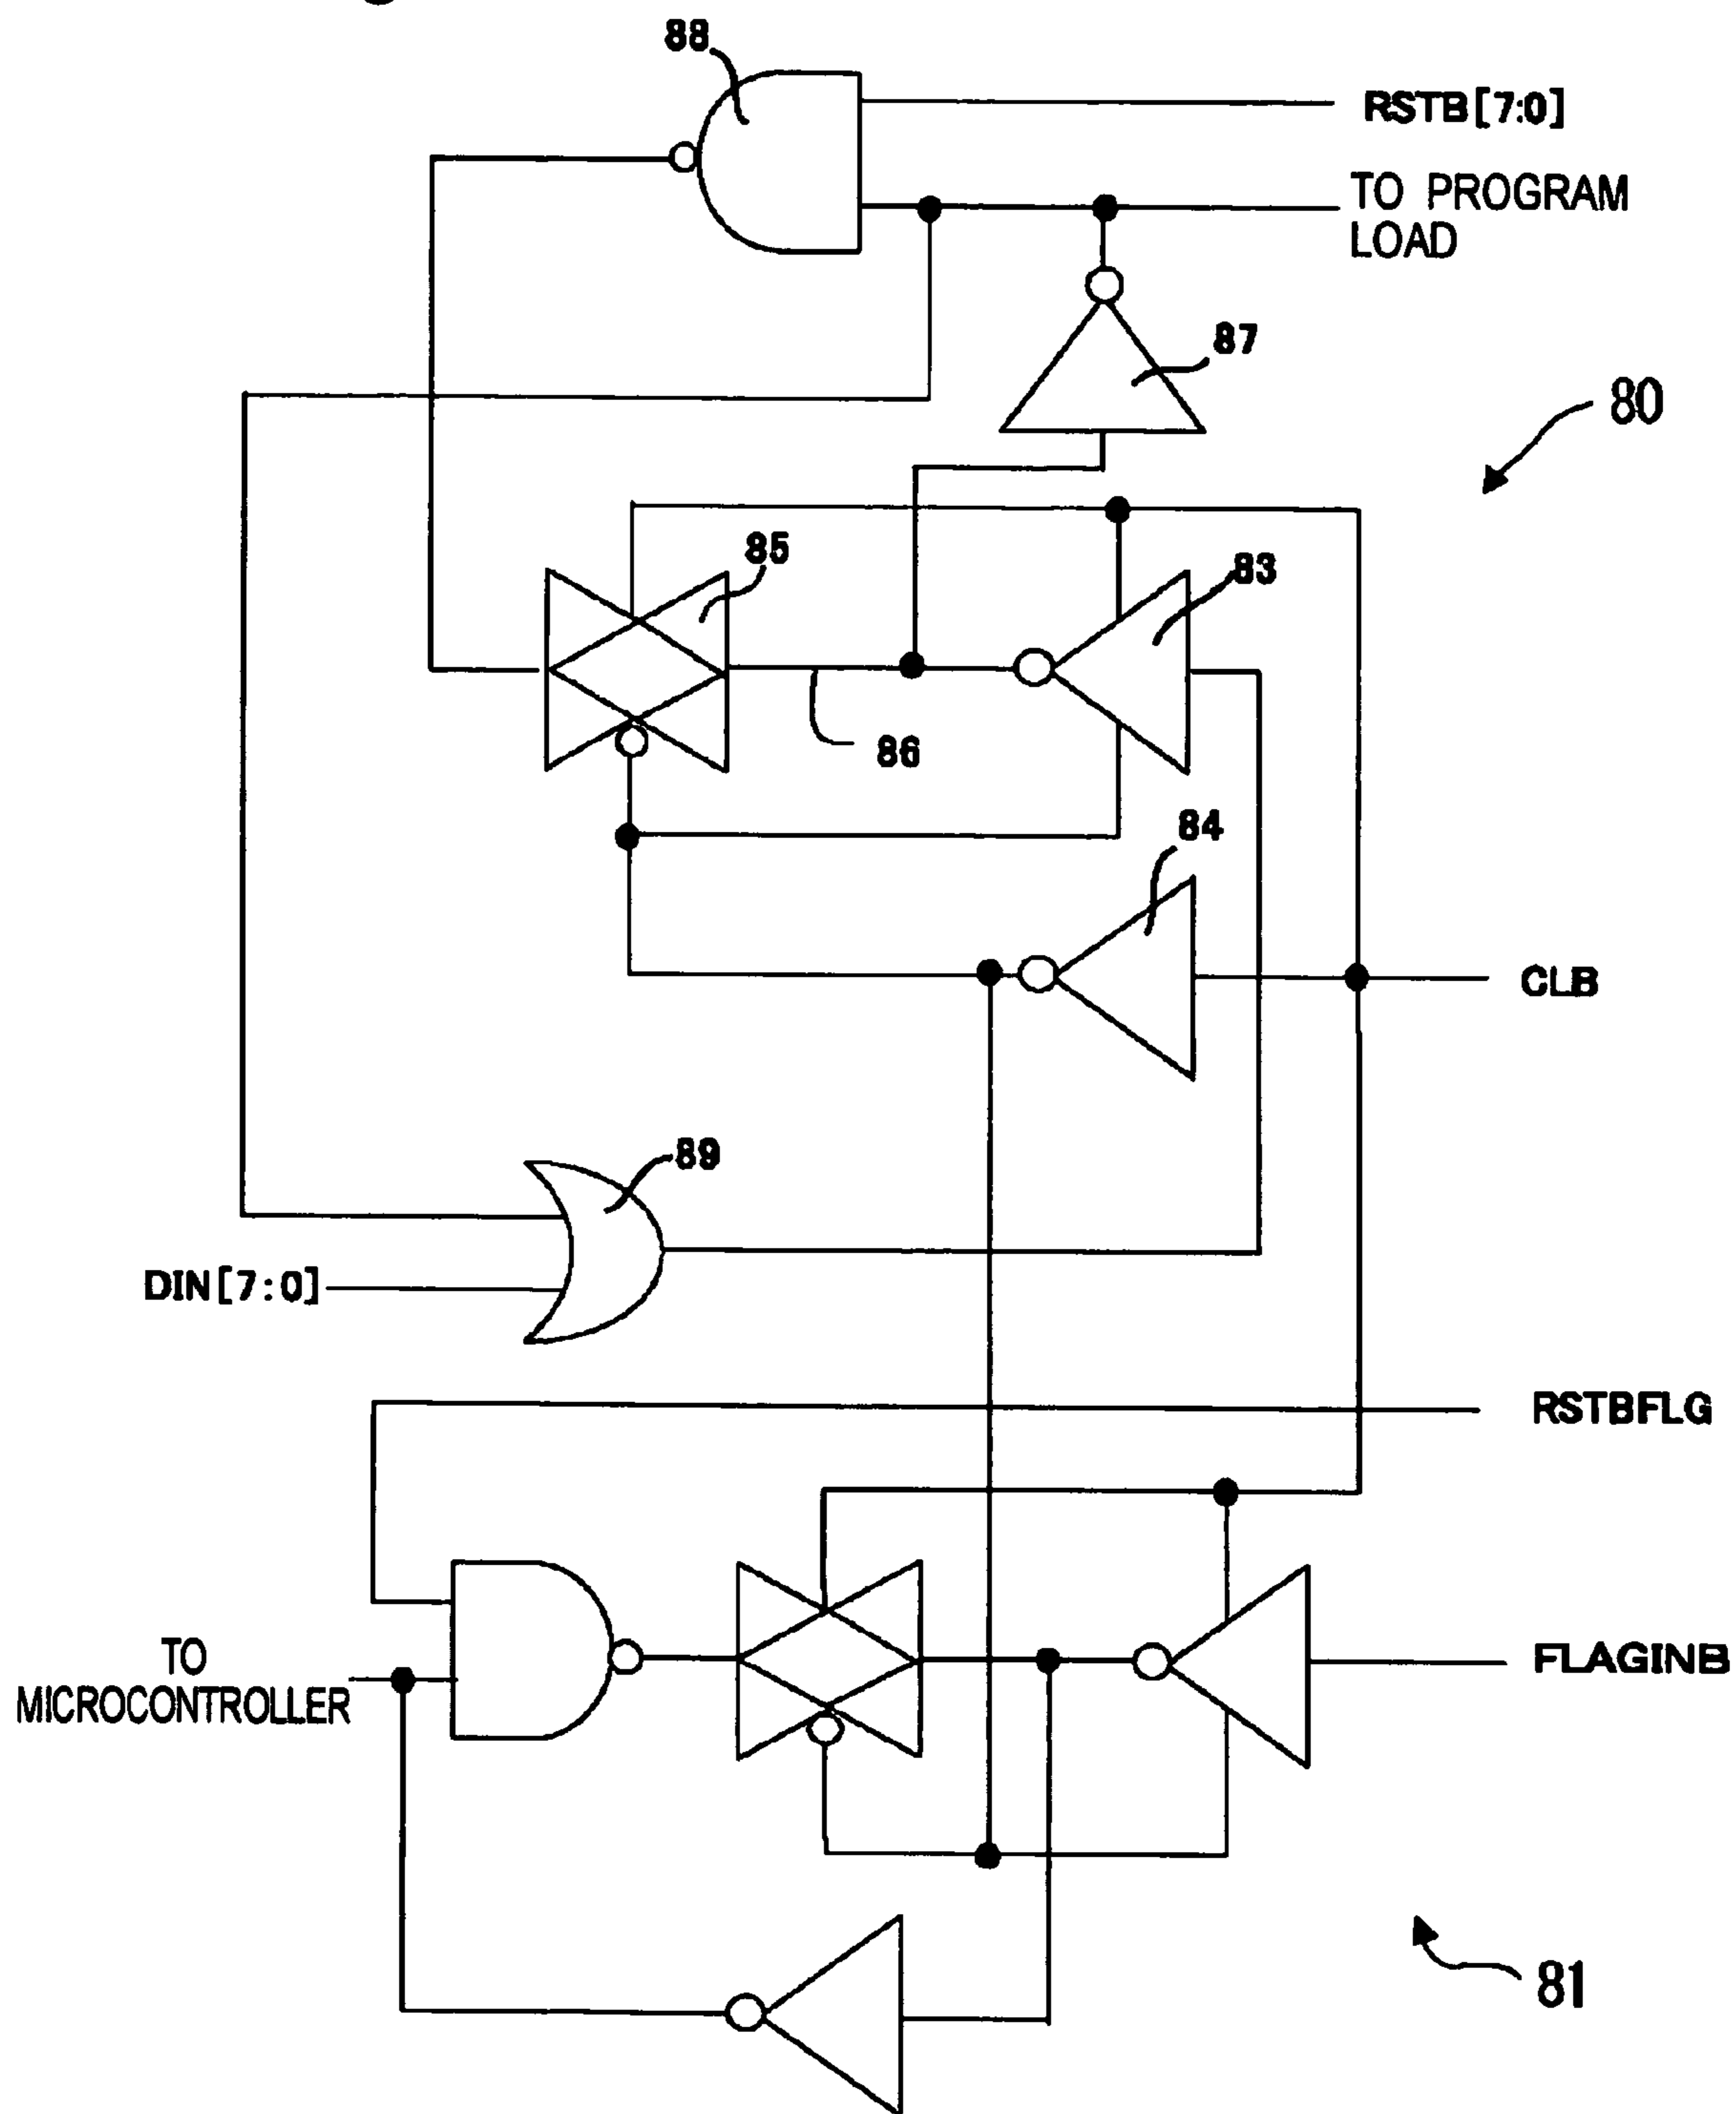 88
RSTB[7:0]
TO PROGRAM
LOAD
87
80
85
83
86
84
CLB
89
DIN[7:0]
RSTBFLG
TO
MICROCONTROLLER
FLAGINB
81